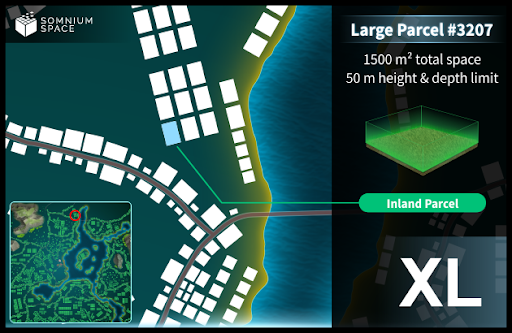 SOMNIUM
SPACE
Large Parcel #3207
1500 m² total space
50 m height & depth limit
Inland Parcel
XL